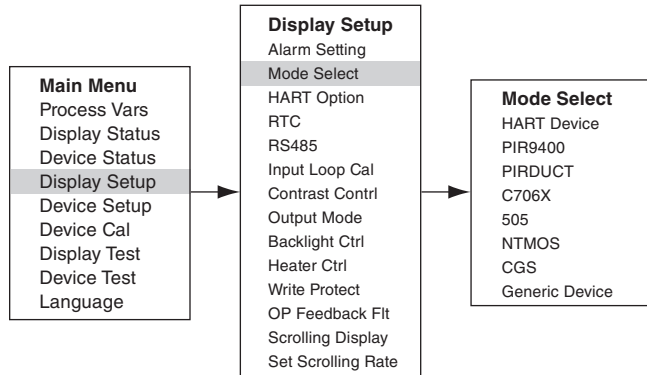 Main Menu
Process Vars
Display Status
Device Status
Display Setup
Device Setup
Device Cal
Display Test
Device Test
Language
Display Setup
Alarm Setting
Mode Select
HART Option
RTC
RS485
Input Loop Cal
Contrast Contrl
Output Mode
Backlight Ctrl
Heater Ctrl
Write Protect
OP Feedback Flt
Scrolling Display
Set Scrolling Rate
Mode Select
HART Device
PIR9400
PIRDUCT
C706X
505
NTMOS
CGS
Generic Device